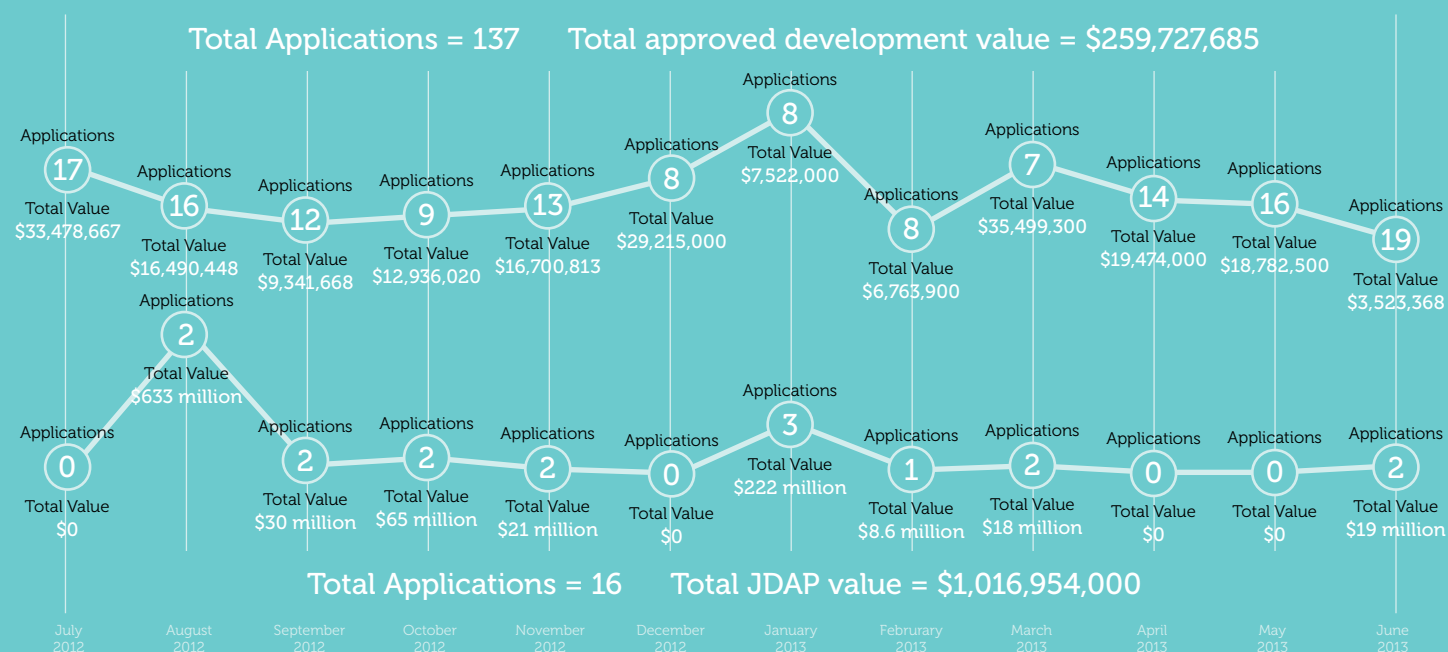 Total Applications = 137 Total approved development value = $259,727,685
Applications
17
Total Value
$33,478,667
Applications
16
Total Value
$16,490,448
Applications
12
Total Value
$9,341,668
Applications
9
Total Value
$12,936,020
Applications
13
Total Value
$16,700,813
Applications
8
Total Value
$29,215,000
Applications
8
Total Value
$7,522,000
Applications
8
Total Value
$6,763,900
Applications
7
Total Value
$35,499,300
Applications
14
Total Value
$19,474,000
Applications
16
Total Value
$18,782,500
Applications
19
Total Value
$3,523,368
Applications
0
Total Value
$0
Applications
2
Total Value
$633 million
Applications
2
Total Value
$30 million
Applications
2
Total Value
$65 million
Applications
2
Total Value
$21 million
Applications
0
Total Value
$0
Applications
3
Total Value
$222 million
Applications
1
Total Value
$8.6 million
Applications
2
Total Value
$18 million
Applications
0
Total Value
$0
Applications
0
Total Value
$0
Applications
2
Total Value
$19 million
Total Applications = 16 Total JDAP value = $1,016,954,000
July
2012
August
2012
September
2012
October
2012
November
2012
December
2012
January
2013
Februrary
2013
March
2013
April
2013
May
2013
June
2013